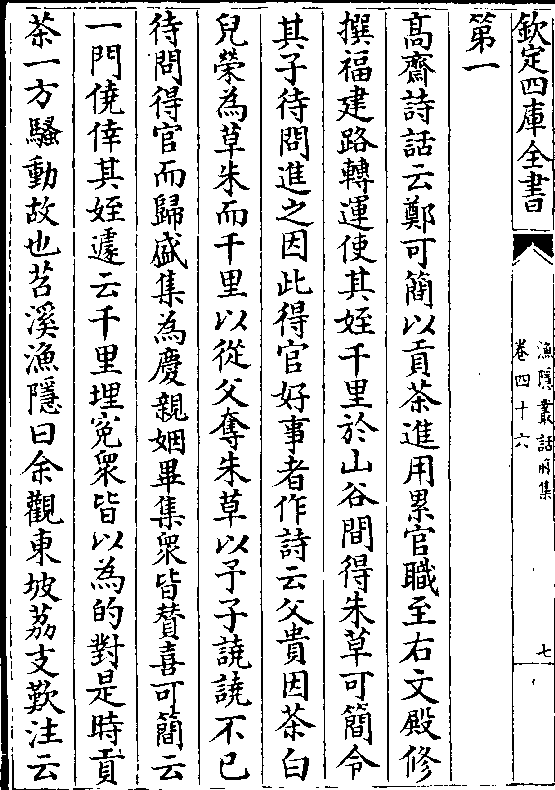 欽定四庫全書
漁隱叢話前集
卷四十六
七
第一
高齋詩話云鄭可簡以貢茶進用累官職至右文殿修
撰福建路轉運使其姪千里於山谷間得朱草可簡令
其子待問進之因此得官好事者作詩云父貴因茶白
兒榮為草朱而千里以從父奪朱草以予子譊譊不已
待問得官而歸盛集為慶親姻畢集衆皆賛喜可簡云
一門僥倖其姪遽云千里埋寃衆皆以為的對是時貢
茶一方騷動故也苕溪漁隱曰余觀東坡荔支歎注云